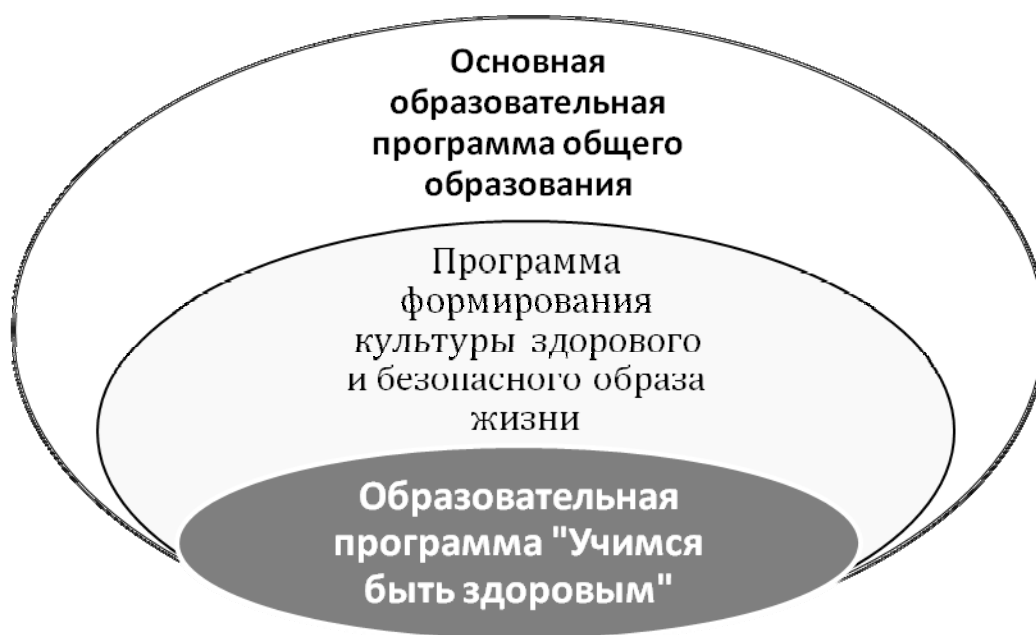 Основная
образовательная
программа общего
образования
Программа
формирования
культуры здорового
и безопасного образа
жизни
Образовательная
программа "Учимся
быть здоровым"